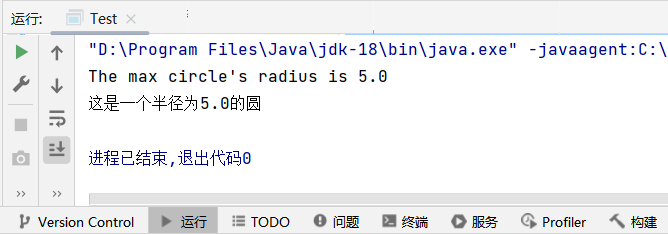 运行: Test
"D:\Program Files\Java\jdk-18\bin\java.exe" -javaagent:C:\
The max circle's radius is 5.0
这是一个半径为5.0的圆
进程已结束,退出代码0
Version Control 运行 TODO 问题 终端 服务 Profiler 构建